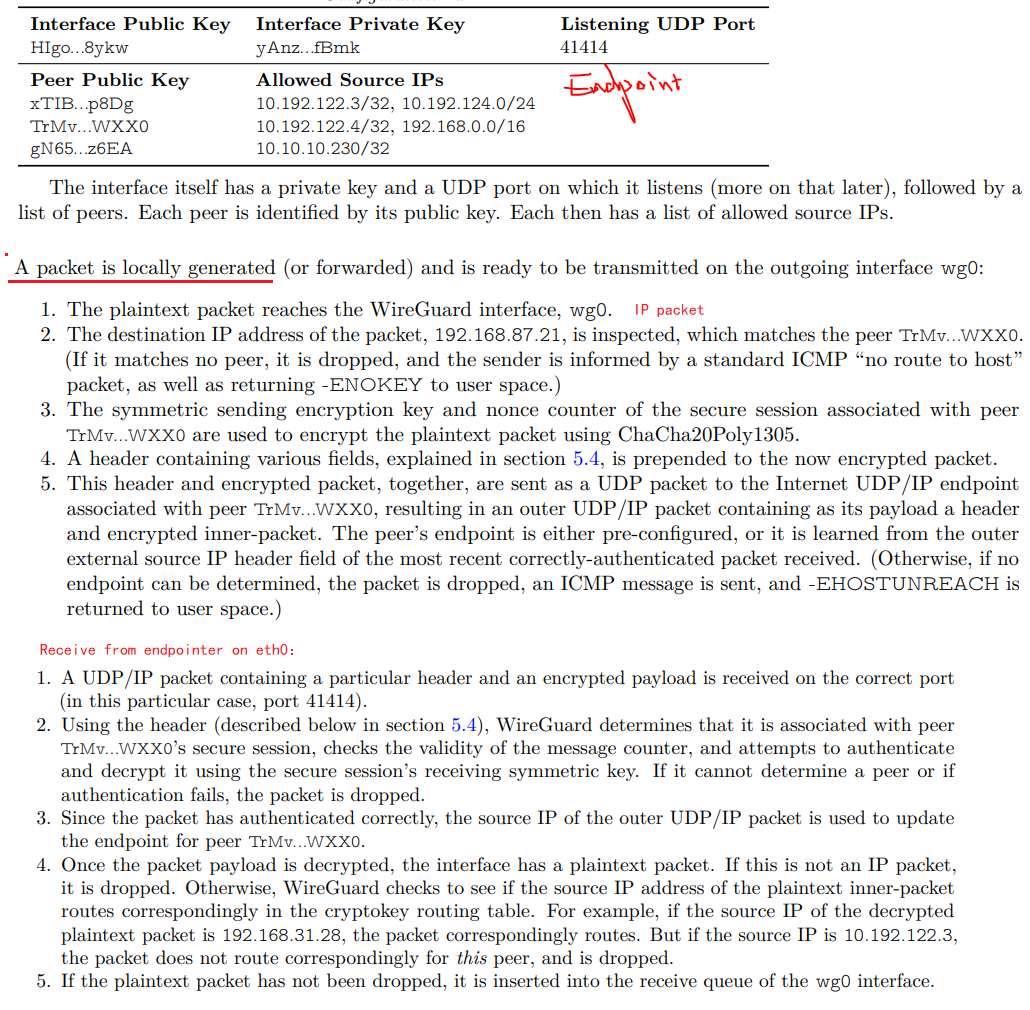 Interface Public Key Interface Private Key Listening UDP Port
HIgo...8ykw yAnz...fBmk 41414
Peer Public Key Allowed Source IPs Endpoint
xTIB...p8Dg 10.192.122.3/32, 10.192.124.0/24
TrMv...WXX0 10.192.122.4/32, 192.168.0.0/16
gN65...z6EA 10.10.10.230/32
The interface itself has a private key and a UDP port on which it listens (more on that later), followed by a
list of peers. Each peer is identified by its public key. Each then has a list of allowed source IPs.
A packet is locally generated (or forwarded) and is ready to be transmitted on the outgoing interface wg0:
1. The plaintext packet reaches the WireGuard interface, wg0. IP packet
2. The destination IP address of the packet, 192.168.87.21, is inspected, which matches the peer TrMv...WXX0.
(If it matches no peer, it is dropped, and the sender is informed by a standard ICMP “no route to host”
packet, as well as returning -ENOKEY to user space.)
3. The symmetric sending encryption key and nonce counter of the secure session associated with peer
TrMv...WXX0 are used to encrypt the plaintext packet using ChaCha20Poly1305.
4. A header containing various fields, explained in section 5.4, is prepended to the now encrypted packet.
5. This header and encrypted packet, together, are sent as a UDP packet to the Internet UDP/IP endpoint
associated with peer TrMv...WXX0, resulting in an outer UDP/IP packet containing as its payload a header
and encrypted inner-packet. The peer’s endpoint is either pre-configured, or it is learned from the outer
external source IP header field of the most recent correctly-authenticated packet received. (Otherwise, if no
endpoint can be determined, the packet is dropped, an ICMP message is sent, and -EHOSTUNREACH is
returned to user space.)
Receive from endpointer on eth0:
1. A UDP/IP packet containing a particular header and an encrypted payload is received on the correct port
(in this particular case, port 41414).
2. Using the header (described below in section 5.4), WireGuard determines that it is associated with peer
TrMv...WXX0’s secure session, checks the validity of the message counter, and attempts to authenticate
and decrypt it using the secure session’s receiving symmetric key. If it cannot determine a peer or if
authentication fails, the packet is dropped.
3. Since the packet has authenticated correctly, the source IP of the outer UDP/IP packet is used to update
the endpoint for peer TrMv...WXX0.
4. Once the packet payload is decrypted, the interface has a plaintext packet. If this is not an IP packet,
it is dropped. Otherwise, WireGuard checks to see if the source IP address of the plaintext inner-packet
routes correspondingly in the cryptokey routing table. For example, if the source IP of the decrypted
plaintext packet is 192.168.31.28, the packet correspondingly routes. But if the source IP is 10.192.122.3,
the packet does not route correspondingly for this peer, and is dropped.
5. If the plaintext packet has not been dropped, it is inserted into the receive queue of the wg0 interface.